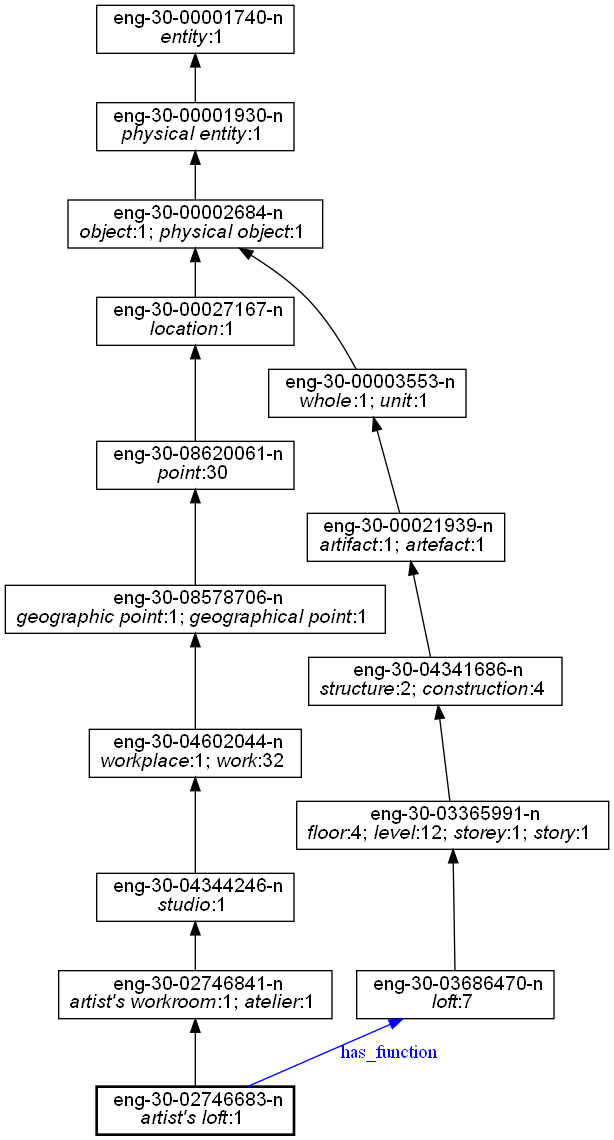 eng-30-00001740-n
entity:1
eng-30-00001930-n
physical entity:1
eng-30-00002684-n
object:1; physical object:1
eng-30-00027167-n
location:1
eng-30-00003553-n
whole:1; unit:1
eng-30-08620061-n
point:30
eng-30-00021939-n
artifact:1; artefact:1
eng-30-08578706-n
geographic point:1; geographical point:1
eng-30-04341686-n
structure:2; construction:4
eng-30-04602044-n
workplace:1; work:32
eng-30-03365991-n
floor:4; level:12; storey:1; story:1
eng-30-04344246-n
studio:1
eng-30-02746841-n
artist's workroom:1; atelier:1
eng-30-03686470-n
loft:7
has_function
eng-30-02746683-n
artist's loft:1